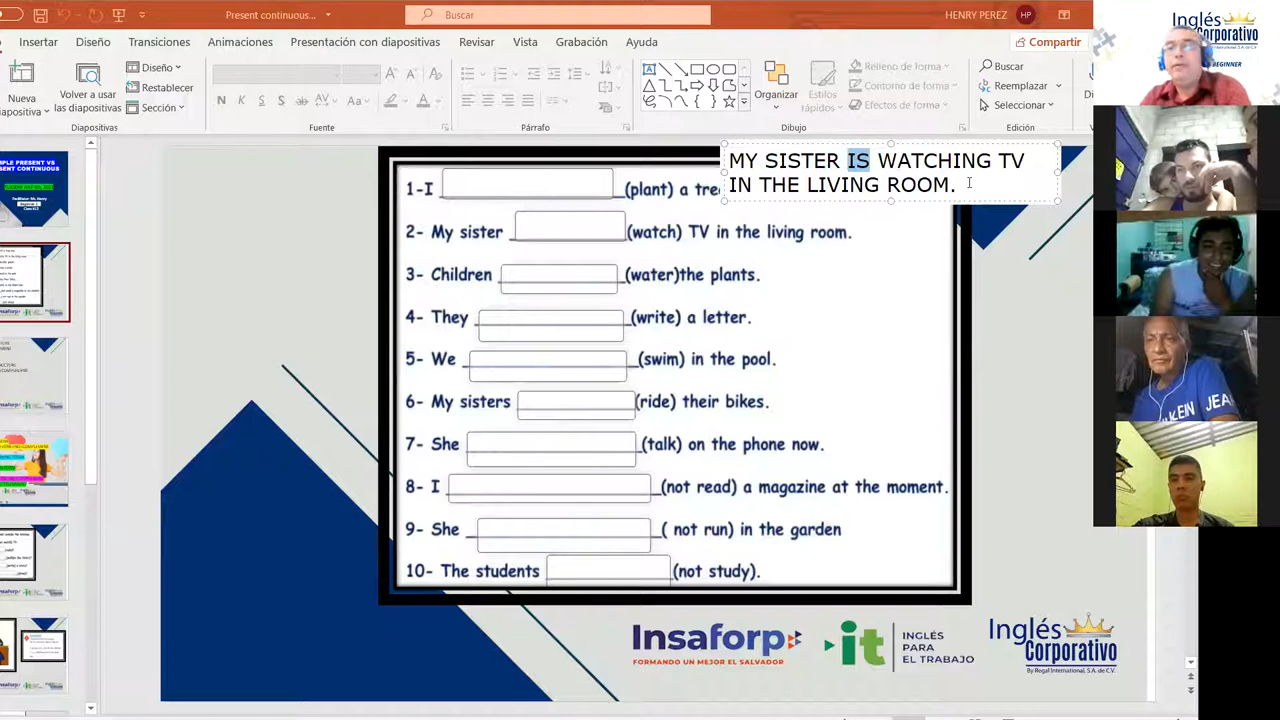 Present continuous...
Buscar
HENRY PEREZ
HP
Insertar
Diseño
Transiciones
Animaciones
Presentación con diapositivas
Revisar
Vista
Grabación
Ayuda
Compartir
Nueva
diapositiva
Volver a usar
las diapositivas
Diseño
Restablecer
Sección
N
K
S
S
ab
AV
Aa
Organizar
Estilos
rápidos
Relleno de forma
Contorno de forma
Efectos de forma
Buscar
Reemplazar
Seleccionar
Diapositivas
Fuente
Párrafo
Dibujo
Edición
Inglés
Corporativo
BEGINNER
MY SISTER IS WATCHING TV
IN THE LIVING ROOM.
1-I (plant) a tree
2- My sister (watch) TV in the living room.
3- Children (water)the plants.
4- They (write) a letter.
5- We (swim) in the pool.
6- My sisters (ride) their bikes.
7- She (talk) on the phone now.
8- I (not read) a magazine at the moment.
9- She ( not run) in the garden
10- The students (not study).
Insaforp
FORMANDO UN MEJOR EL SALVADOR
it
INGLÉS
PARA
EL TRABAJO
Inglés
Corporativo
By Regal International, S.A. de C.V.